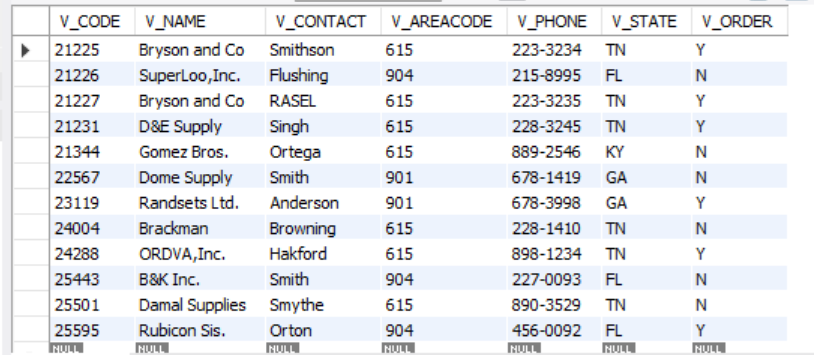 V_CODE V_NAME V_CONTACT V_AREACODE V_PHONE V_STATE V_ORDER
21225 Bryson and Co Smithson 615 223-3234 TN Y
21226 SuperLoo,Inc. Flushing 904 215-8995 FL N
21227 Bryson and Co RASEL 615 223-3235 TN Y
21231 D&E Supply Singh 615 228-3245 TN Y
21344 Gomez Bros. Ortega 615 889-2546 KY N
22567 Dome Supply Smith 901 678-1419 GA N
23119 Randsets Ltd. Anderson 901 678-3998 GA Y
24004 Brackman Browning 615 228-1410 TN N
24288 ORDVA,Inc. Hakford 615 898-1234 TN Y
25443 B&K Inc. Smith 904 227-0093 FL N
25501 Damal Supplies Smythe 615 890-3529 TN N
25595 Rubicon Sis. Orton 904 456-0092 FL Y
NULL NULL NULL NULL NULL NULL NULL